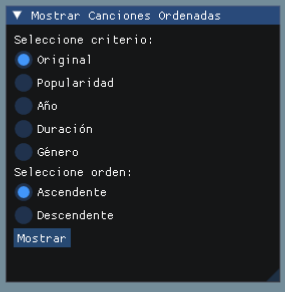 Mostrar Canciones Ordenadas
Seleccione criterio:
Original
Popularidad
Año
Duración
Género
Seleccione orden:
Ascendente
Descendente
Mostrar